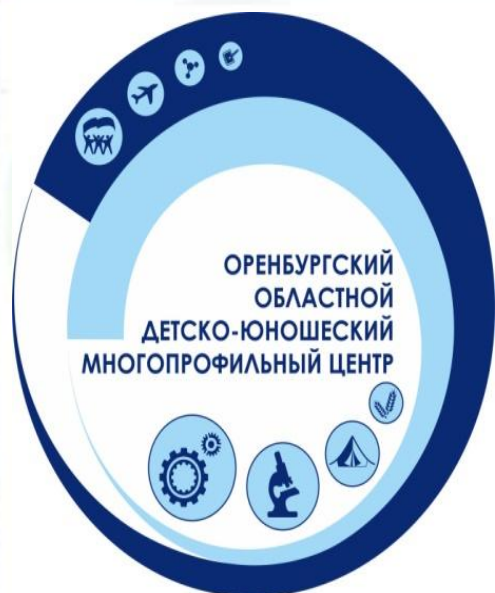 ОРЕНБУРГСКИЙ
ОБЛАСТНОЙ
ДЕТСКО-ЮНОШЕСКИЙ
МНОГОПРОФИЛЬНЫЙ ЦЕНТР